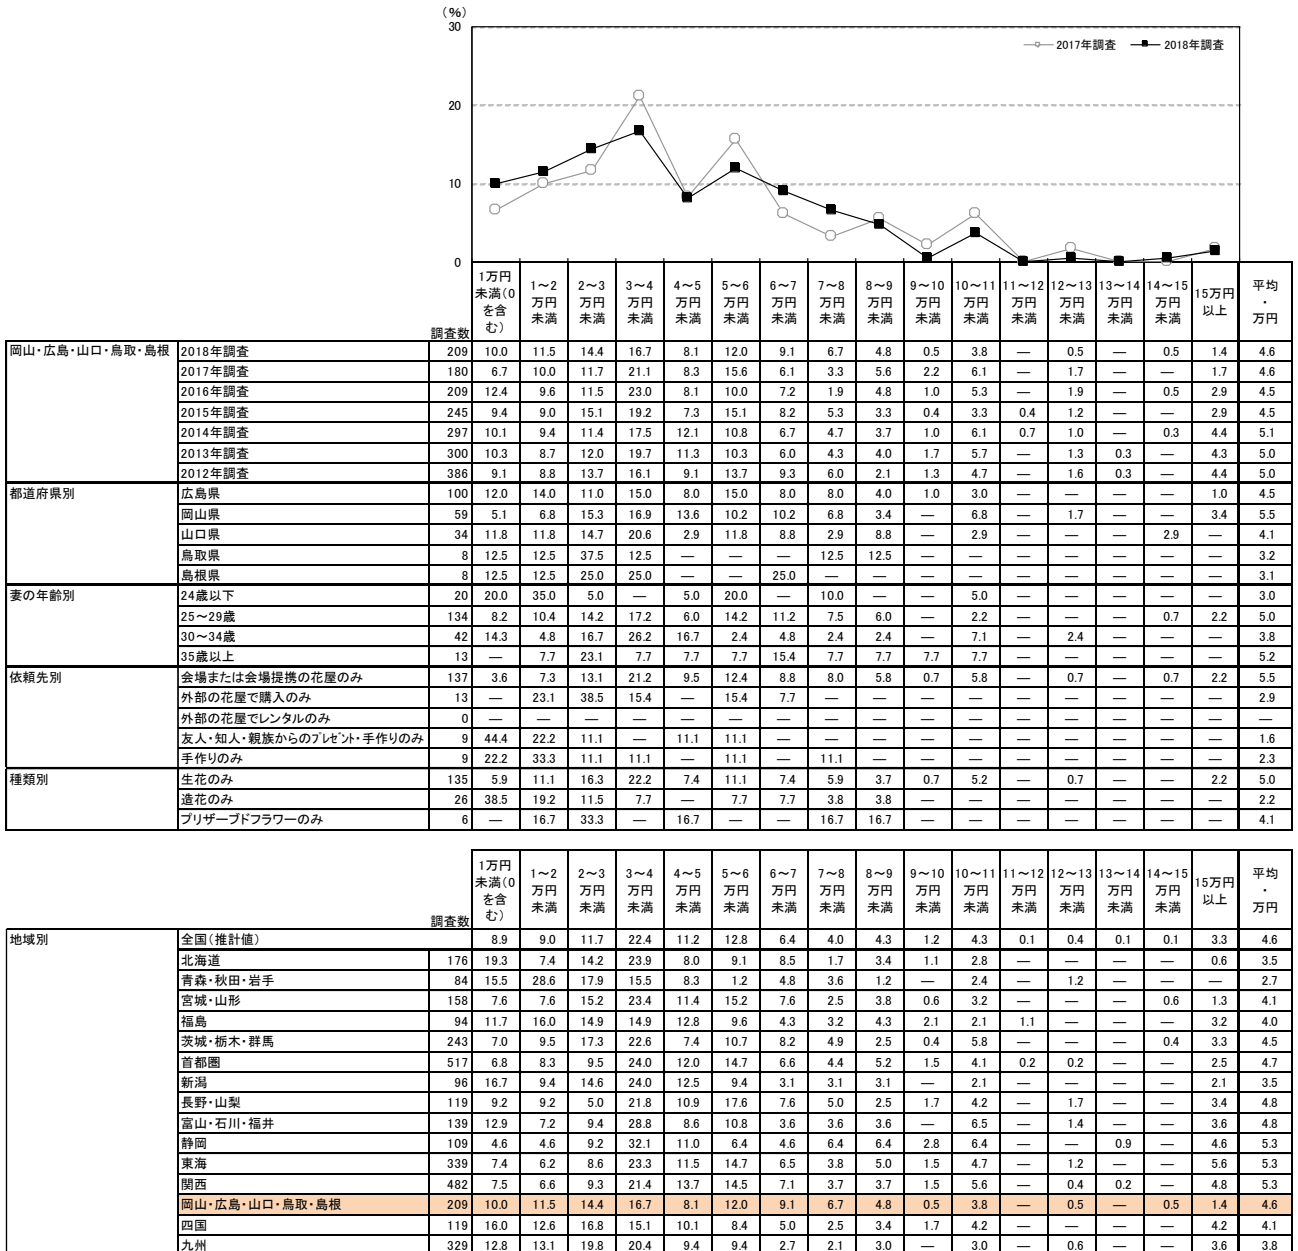 （％）
30
20
10
0
2017年調査 2018年調査
調査数 1万円未満(0を含む) 1～2万円未満 2～3万円未満 3～4万円未満 4～5万円未満 5～6万円未満 6～7万円未満 7～8万円未満 8～9万円未満 9～10万円未満 10～11万円未満 11～12万円未満 12～13万円未満 13～14万円未満 14～15万円未満 15万円以上 平均・万円
岡山・広島・山口・鳥取・島根 2018年調査 209 10.0 11.5 14.4 16.7 8.1 12.0 9.1 6.7 4.8 0.5 3.8 — 0.5 — 0.5 1.4 4.6
2017年調査 180 6.7 10.0 11.7 21.1 8.3 15.6 6.1 3.3 5.6 2.2 6.1 — 1.7 — — 1.7 4.6
2016年調査 209 12.4 9.6 11.5 23.0 8.1 10.0 7.2 1.9 4.8 1.0 5.3 — 1.9 — 0.5 2.9 4.5
2015年調査 245 9.4 9.0 15.1 19.2 7.3 15.1 8.2 5.3 3.3 0.4 3.3 0.4 1.2 — — 2.9 4.5
2014年調査 297 10.1 9.4 11.4 17.5 12.1 10.8 6.7 4.7 3.7 1.0 6.1 0.7 1.0 — 0.3 4.4 5.1
2013年調査 300 10.3 8.7 12.0 19.7 11.3 10.3 6.0 4.3 4.0 1.7 5.7 — 1.3 0.3 — 4.3 5.0
2012年調査 386 9.1 8.8 13.7 16.1 9.1 13.7 9.3 6.0 2.1 1.3 4.7 — 1.6 0.3 — 4.4 5.0
都道府県別 広島県 100 12.0 14.0 11.0 15.0 8.0 15.0 8.0 8.0 4.0 1.0 3.0 — — — — 1.0 4.5
岡山県 59 5.1 6.8 15.3 16.9 13.6 10.2 10.2 6.8 3.4 — 6.8 — 1.7 — — 3.4 5.5
山口県 34 11.8 11.8 14.7 20.6 2.9 11.8 8.8 2.9 8.8 — 2.9 — — — 2.9 — 4.1
鳥取県 8 12.5 12.5 37.5 12.5 — — — 12.5 12.5 — — — — — — — 3.2
島根県 8 12.5 12.5 25.0 25.0 — — 25.0 — — — — — — — — — 3.1
妻の年齢別 24歳以下 20 20.0 35.0 5.0 — 5.0 20.0 — 10.0 — — 5.0 — — — — — 3.0
25～29歳 134 8.2 10.4 14.2 17.2 6.0 14.2 11.2 7.5 6.0 — 2.2 — — — 0.7 2.2 5.0
30～34歳 42 14.3 4.8 16.7 26.2 16.7 2.4 4.8 2.4 2.4 — 7.1 — 2.4 — — — 3.8
35歳以上 13 — 7.7 23.1 7.7 7.7 7.7 15.4 7.7 7.7 7.7 7.7 — — — — — 5.2
依頼先別 会場または会場提携の花屋のみ 137 3.6 7.3 13.1 21.2 9.5 12.4 8.8 8.0 5.8 0.7 5.8 — 0.7 — 0.7 2.2 5.5
外部の花屋で購入のみ 13 — 23.1 38.5 15.4 — 15.4 7.7 — — — — — — — — — 2.9
外部の花屋でレンタルのみ 0 — — — — — — — — — — — — — — — — —
友人・知人・親族からのプレゼント・手作りのみ 9 44.4 22.2 11.1 — 11.1 11.1 — — — — — — — — — — 1.6
手作りのみ 9 22.2 33.3 11.1 11.1 — 11.1 — 11.1 — — — — — — — — 2.3
種類別 生花のみ 135 5.9 11.1 16.3 22.2 7.4 11.1 7.4 5.9 3.7 0.7 5.2 — 0.7 — — 2.2 5.0
造花のみ 26 38.5 19.2 11.5 7.7 — 7.7 7.7 3.8 3.8 — — — — — — — 2.2
プリザーブドフラワーのみ 6 — 16.7 33.3 — 16.7 — — 16.7 16.7 — — — — — — — 4.1
調査数 1万円未満(0を含む) 1～2万円未満 2～3万円未満 3～4万円未満 4～5万円未満 5～6万円未満 6～7万円未満 7～8万円未満 8～9万円未満 9～10万円未満 10～11万円未満 11～12万円未満 12～13万円未満 13～14万円未満 14～15万円未満 15万円以上 平均・万円
地域別 全国（推計値） 8.9 9.0 11.7 22.4 11.2 12.8 6.4 4.0 4.3 1.2 4.3 0.1 0.4 0.1 0.1 3.3 4.6
北海道 176 19.3 7.4 14.2 23.9 8.0 9.1 8.5 1.7 3.4 1.1 2.8 — — — — 0.6 3.5
青森・秋田・岩手 84 15.5 28.6 17.9 15.5 8.3 1.2 4.8 3.6 1.2 — 2.4 — 1.2 — — — 2.7
宮城・山形 158 7.6 7.6 15.2 23.4 11.4 15.2 7.6 2.5 3.8 0.6 3.2 — — — 0.6 1.3 4.1
福島 94 11.7 16.0 14.9 14.9 12.8 9.6 4.3 3.2 4.3 2.1 2.1 1.1 — — — 3.2 4.0
茨城・栃木・群馬 243 7.0 9.5 17.3 22.6 7.4 10.7 8.2 4.9 2.5 0.4 5.8 — — — 0.4 3.3 4.5
首都圏 517 6.8 8.3 9.5 24.0 12.0 14.7 6.6 4.4 5.2 1.5 4.1 0.2 0.2 — — 2.5 4.7
新潟 96 16.7 9.4 14.6 24.0 12.5 9.4 3.1 3.1 3.1 — 2.1 — — — — 2.1 3.5
長野・山梨 119 9.2 9.2 5.0 21.8 10.9 17.6 7.6 5.0 2.5 1.7 4.2 — 1.7 — — 3.4 4.8
富山・石川・福井 139 12.9 7.2 9.4 28.8 8.6 10.8 3.6 3.6 3.6 — 6.5 — 1.4 — — 3.6 4.8
静岡 109 4.6 4.6 9.2 32.1 11.0 6.4 4.6 6.4 6.4 2.8 6.4 — — 0.9 — 4.6 5.3
東海 339 7.4 6.2 8.6 23.3 11.5 14.7 6.5 3.8 5.0 1.5 4.7 — 1.2 — — 5.6 5.3
関西 482 7.5 6.6 9.3 21.4 13.7 14.5 7.1 3.7 3.7 1.5 5.6 — 0.4 0.2 — 4.8 5.3
岡山・広島・山口・鳥取・島根 209 10.0 11.5 14.4 16.7 8.1 12.0 9.1 6.7 4.8 0.5 3.8 — 0.5 — 0.5 1.4 4.6
四国 119 16.0 12.6 16.8 15.1 10.1 8.4 5.0 2.5 3.4 1.7 4.2 — — — — 4.2 4.1
九州 329 12.8 13.1 19.8 20.4 9.4 9.4 2.7 2.1 3.0 — 3.0 — 0.6 — — 3.6 3.8